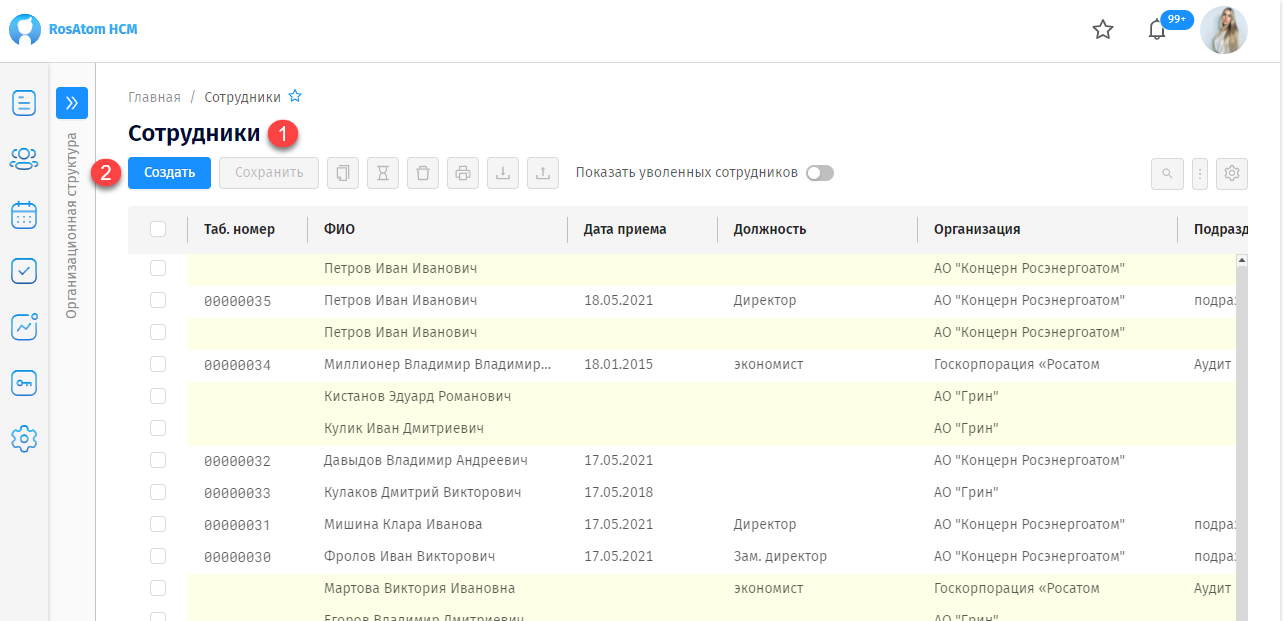 RosAtom HCM
99+
Организационная структура
Главная / Сотрудники
Сотрудники 1
2 Создать Сохранить Показать уволенных сотрудников
Таб. номер ФИО Дата приема Должность Организация Подразд
Петров Иван Иванович АО "Концерн Росэнергоатом"
00000035 Петров Иван Иванович 18.05.2021 Директор АО "Концерн Росэнергоатом" подраз
Петров Иван Иванович АО "Концерн Росэнергоатом"
00000034 Миллионер Владимир Владимир... 18.01.2015 экономист Госкорпорация «Росатом Аудит
Кистанов Эдуард Романович АО "Грин"
Кулик Иван Дмитриевич АО "Грин"
00000032 Давыдов Владимир Андреевич 17.05.2021 АО "Концерн Росэнергоатом"
00000033 Кулаков Дмитрий Викторович 17.05.2018 АО "Грин"
00000031 Мишина Клара Иванова 17.05.2021 Директор АО "Концерн Росэнергоатом" подраз
00000030 Фролов Иван Викторович 17.05.2021 Зам. директор АО "Концерн Росэнергоатом" подраз
Мартова Виктория Ивановна экономист Госкорпорация «Росатом Аудит
Егоров Владимир Дмитриевич АО "Грин"